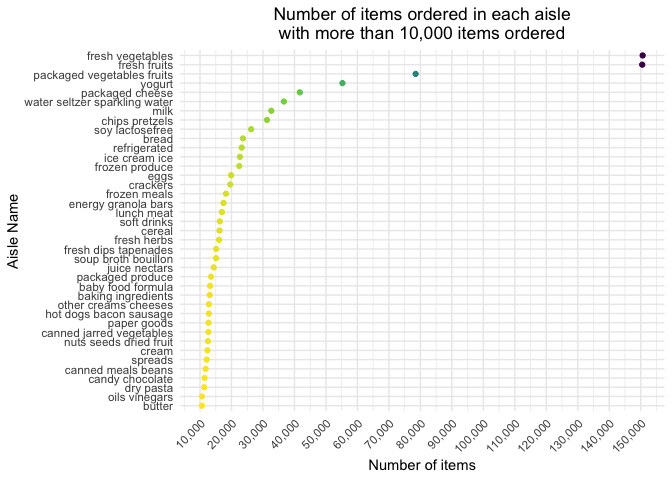 Number of items ordered in each aisle
with more than 10,000 items ordered
Aisle Name
fresh vegetables
fresh fruits
packaged vegetables fruits
yogurt
packaged cheese
water seltzer sparkling water
milk
chips pretzels
soy lactosefree
bread
refrigerated
ice cream ice
frozen produce
eggs
crackers
frozen meals
energy granola bars
lunch meat
soft drinks
cereal
fresh herbs
fresh dips tapenades
soup broth bouillon
juice nectars
packaged produce
baby food formula
baking ingredients
other creams cheeses
hot dogs bacon sausage
paper goods
canned jarred vegetables
nuts seeds dried fruit
cream
spreads
canned meals beans
candy chocolate
dry pasta
oils vinegars
butter
10,000
20,000
30,000
40,000
50,000
60,000
70,000
80,000
90,000
100,000
110,000
120,000
130,000
140,000
150,000
Number of items